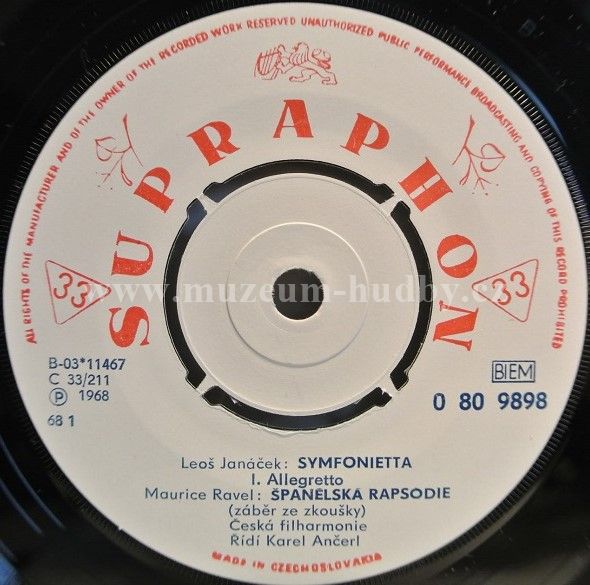 ALL RIGHTS OF THE MANUFACTURER AND OF THE OWNER OF THE RECORDED WORK RESERVED UNAUTHORIZED PUBLIC PERFORMANCE BROADCASTING AND COPYING OF THIS RECORD PROHIBITED
SUPRAPHON
33
33
www.muzeum-hudby.cz
B-03*11467
C 33/211
Ⓟ 1968
68 1
BIEM
0 80 9898
Leoš Janáček: SYMFONIETTA
I. Allegretto
Maurice Ravel: ŠPANĚLSKÁ RAPSODIE
(záběr ze zkoušky)
Česká filharmonie
Řídí Karel Ančerl
MADE IN CZECHOSLOVAKIA